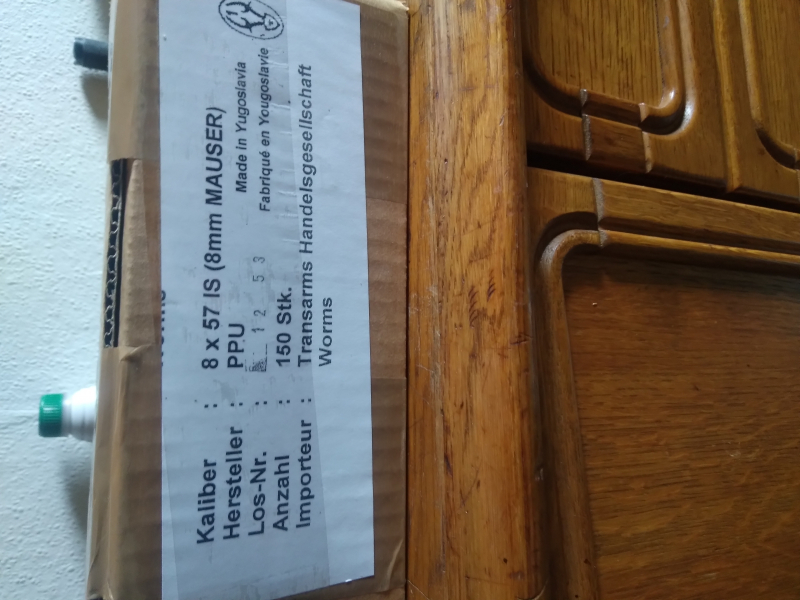 Kaliber : 8 x 57 IS (8mm MAUSER)
Hersteller : PPU Made in Yugoslavia
Los-Nr. : 12 53 Fabriqué en Yougoslavie
Anzahl : 150 Stk.
Importeur : Transarms Handelsgesellschaft
Worms